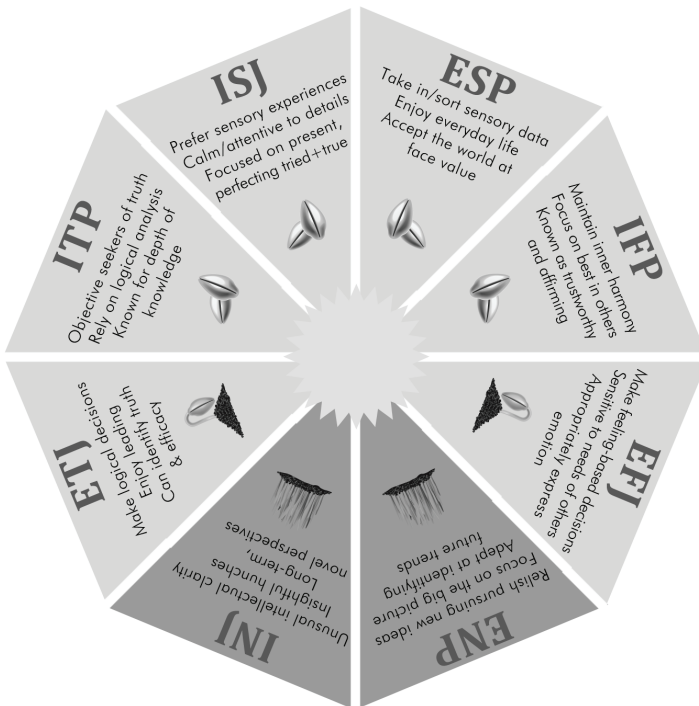 ISJ
Prefer sensory experiences
Calm/attentive to details
Focused on present,
perfecting tried+true
ESP
Take in/sort sensory data
Enjoy everyday life
Accept the world at
face value
IFP
Maintain inner harmony
Focus on best in others
Known as trustworthy
and affirming
EFJ
Make feeling-based decisions
Sensitive to needs of others
Appropriately express
emotion
ENP
Relish pursuing new ideas
Focus on the big picture
Adept at identifying
future trends
INJ
Unusual intellectual clarity
Insightful hunches
Long-term,
novel perspectives
ETJ
Make logical decisions
Enjoy leading
Can identify truth
& efficacy
ITP
Objective seekers of truth
Rely on logical analysis
Known for depth of
knowledge